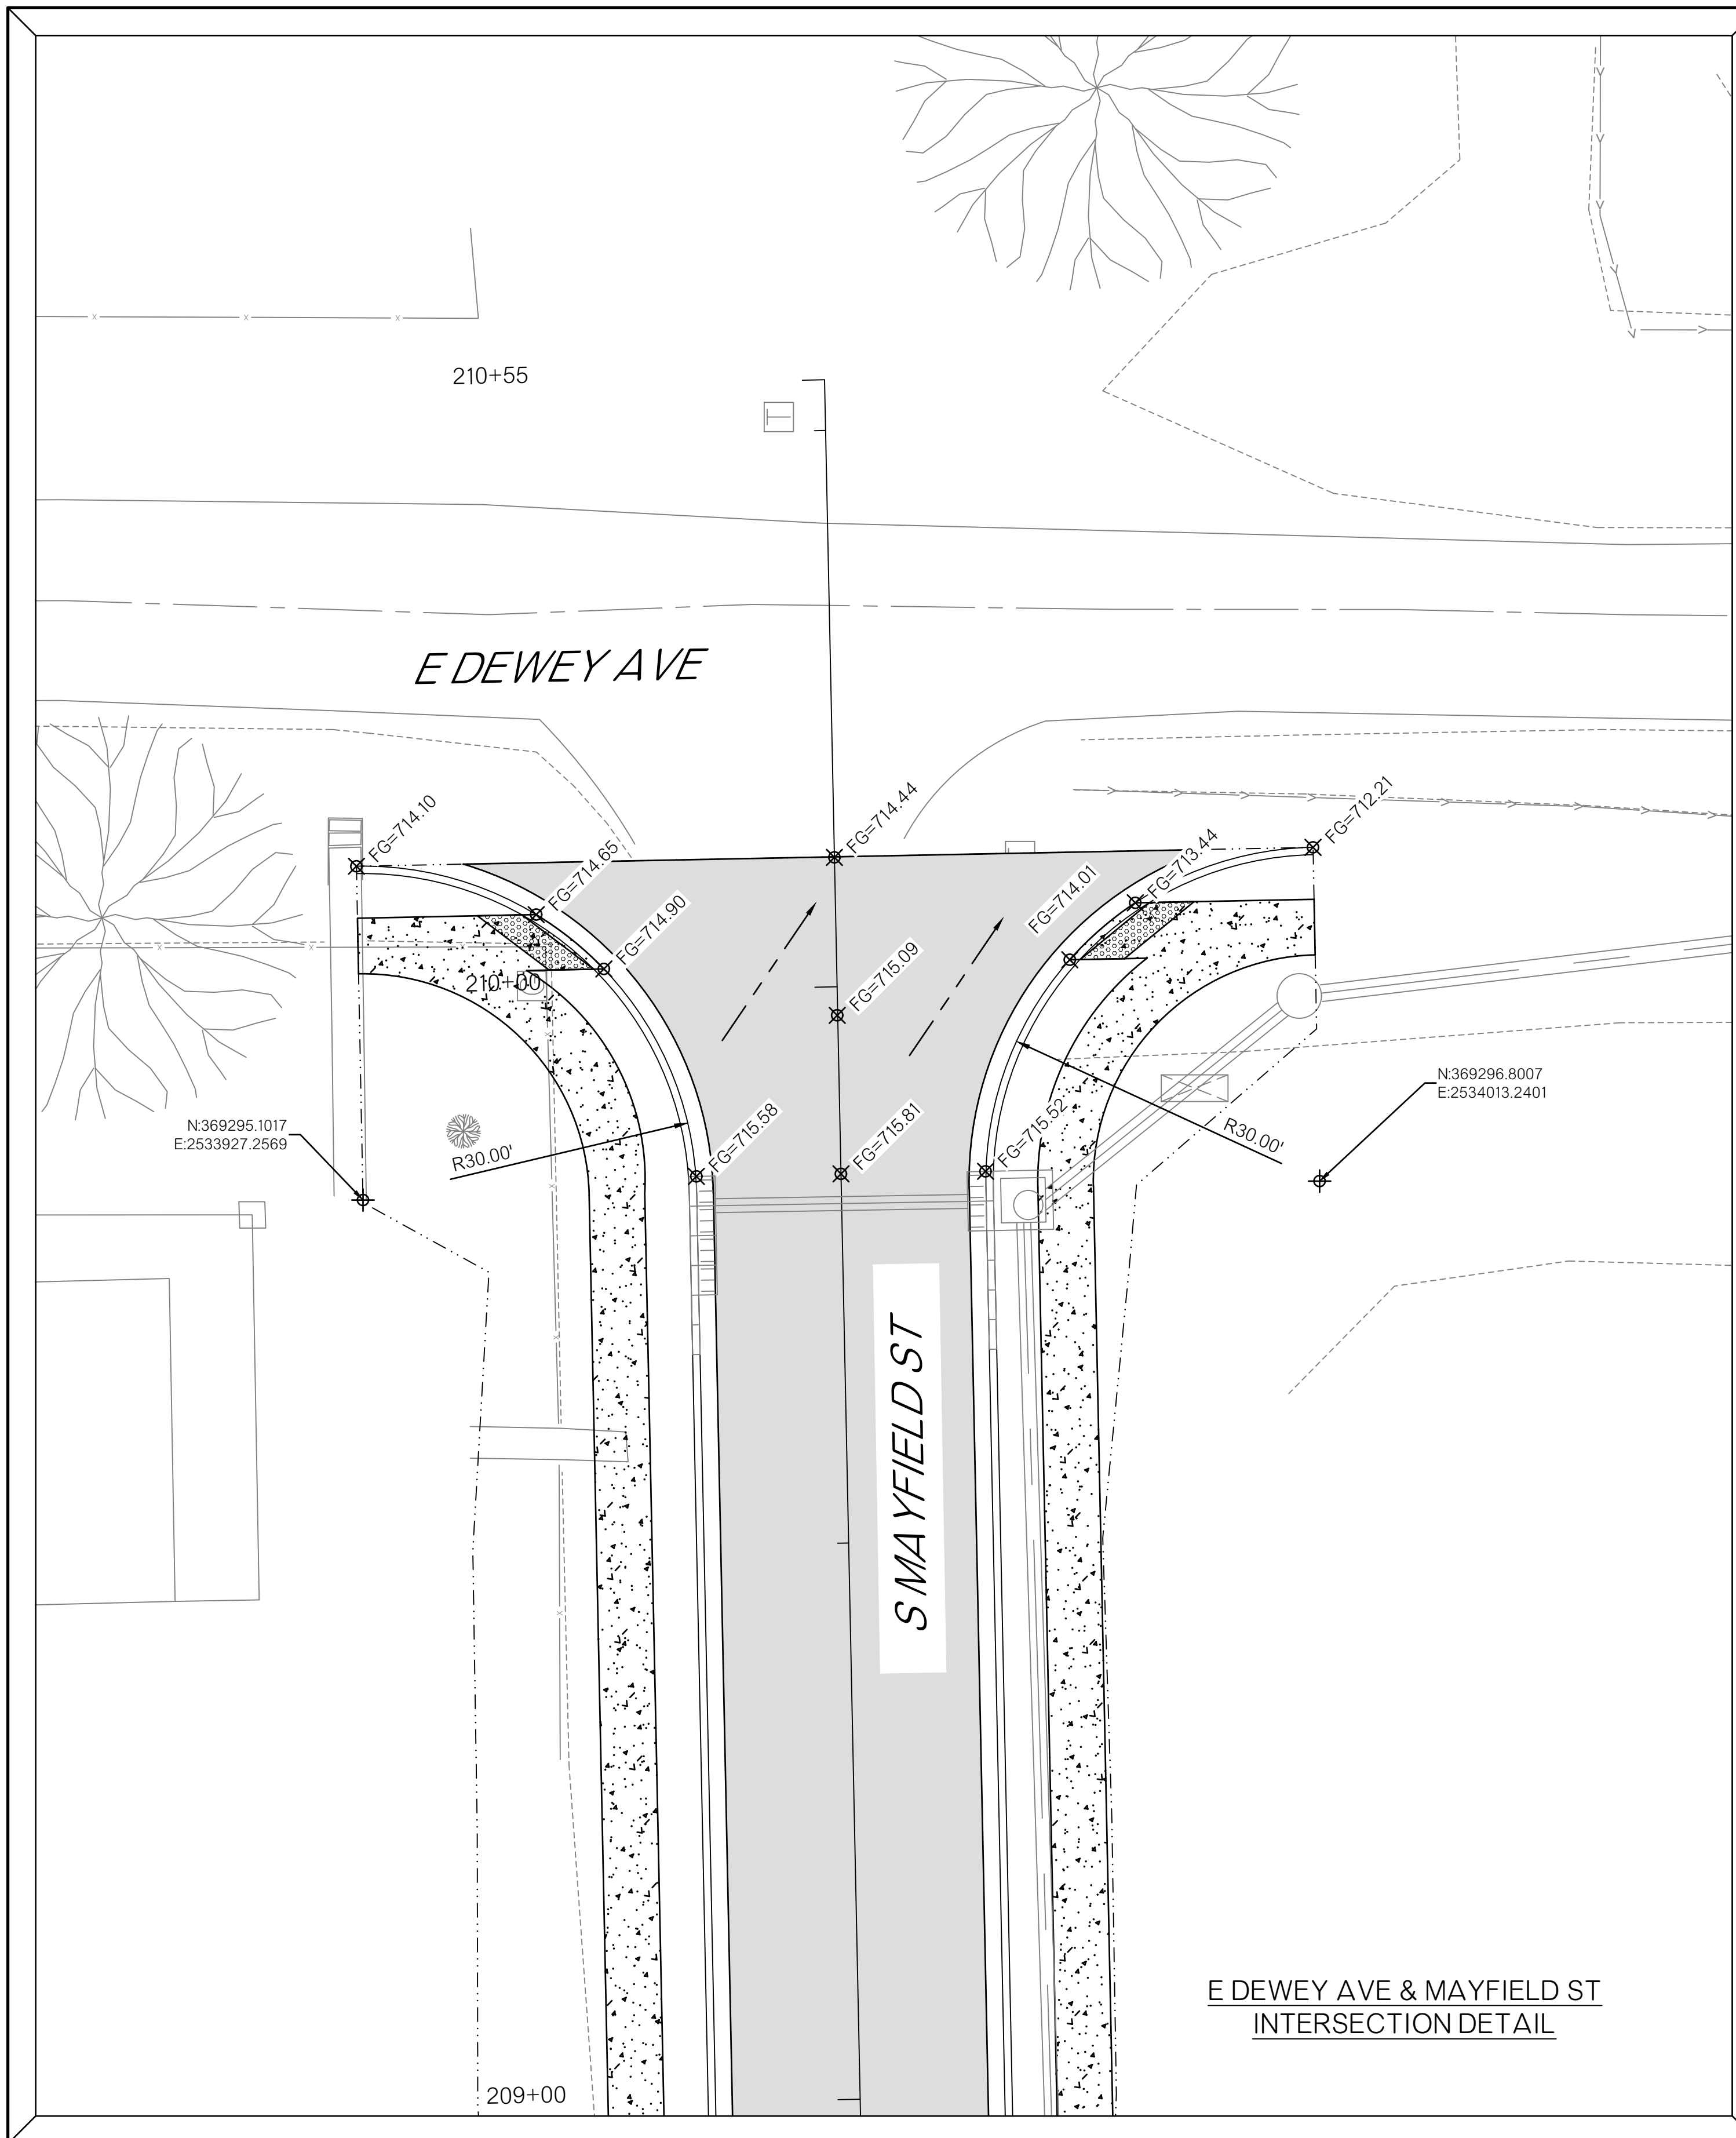 210+55
E DEWEY AVE
FG=714.10
FG=714.65
FG=714.90
FG=714.44
FG=715.09
FG=714.01
FG=713.44
FG=712.21
210+00
N:369295.1017
E:2533927.2569
R30.00'
FG=715.58
FG=715.81
FG=715.52
R30.00'
N:369296.8007
E:2534013.2401
S MAYFIELD ST
209+00
E DEWEY AVE & MAYFIELD ST
INTERSECTION DETAIL